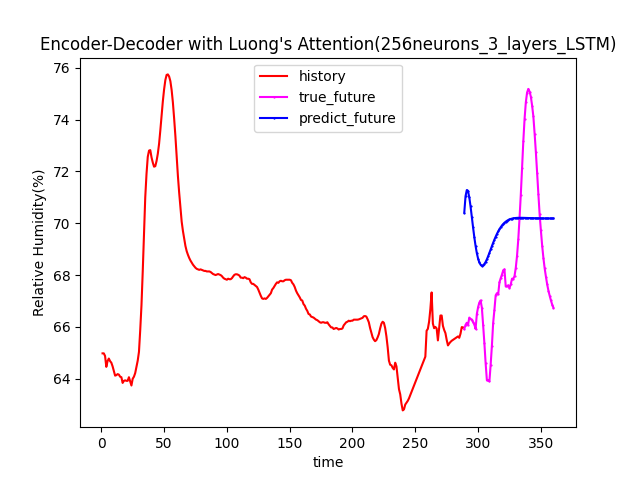 Encoder-Decoder with Luong's Attention(256neurons_3_layers_LSTM)
history
true_future
predict_future
Relative Humidity(%)
76
74
72
70
68
66
64
0 50 100 150 200 250 300 350
time